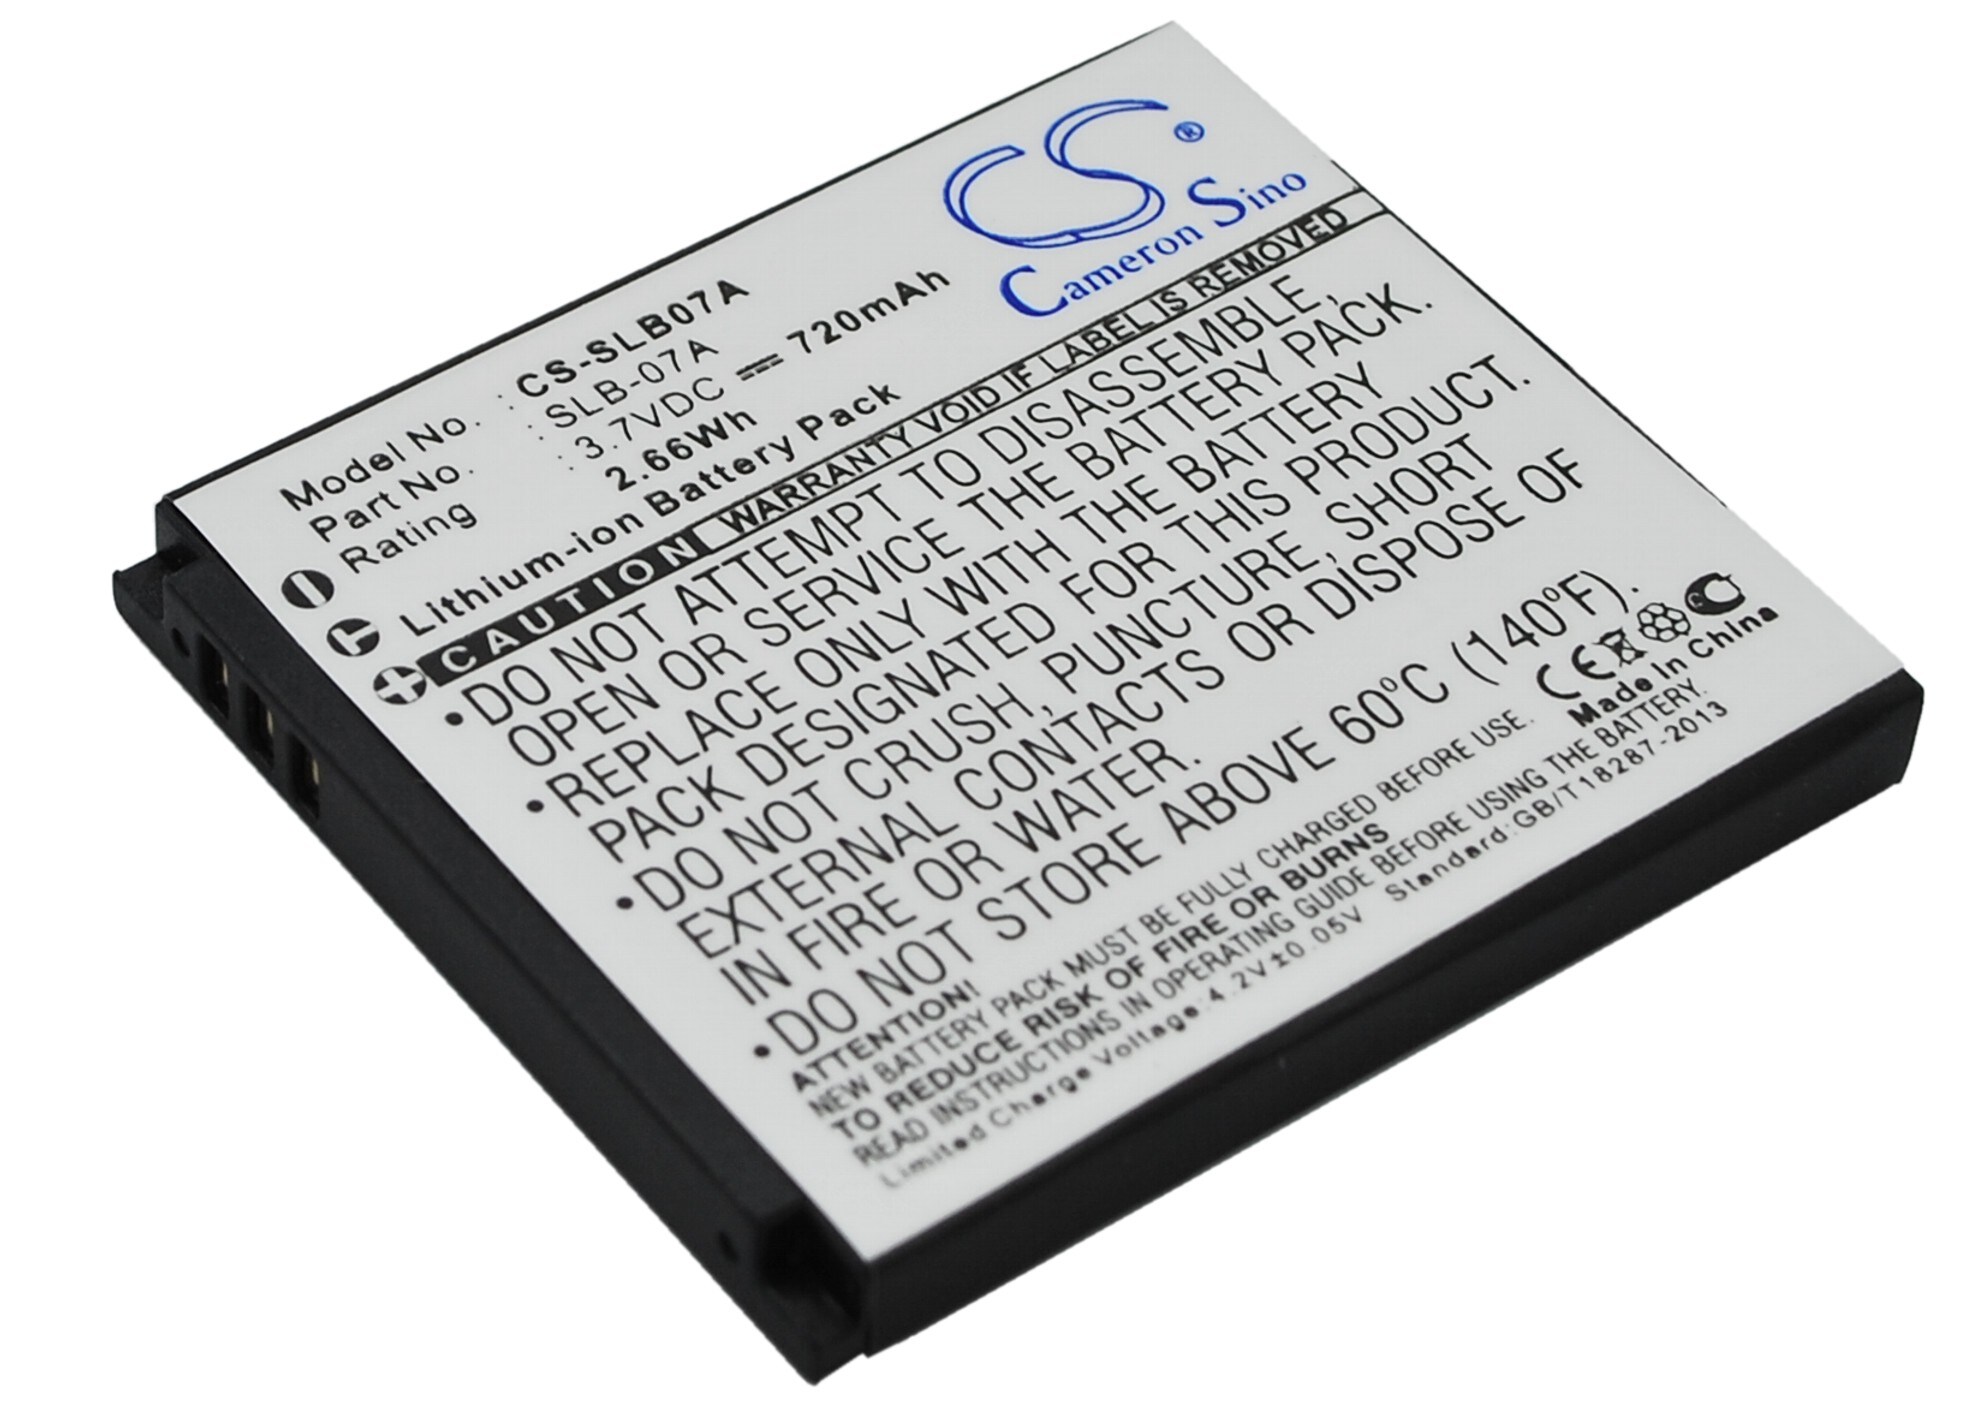 CS®
Cameron Sino
Model No. : CS-SLB07A
Part No. : SLB-07A
Rating : 3.7VDC ⎓ 720mAh
2.66Wh
Lithium-ion Battery Pack
CAUTION WARRANTY VOID IF LABEL IS REMOVED
•DO NOT ATTEMPT TO DISASSEMBLE,
OPEN OR SERVICE THE BATTERY PACK.
•REPLACE ONLY WITH THE BATTERY
PACK DESIGNATED FOR THIS PRODUCT.
•DO NOT CRUSH, PUNCTURE, SHORT
EXTERNAL CONTACTS OR DISPOSE OF
IN FIRE OR WATER.
•DO NOT STORE ABOVE 60°C (140°F).
CE
Made in China
ATTENTION!
NEW BATTERY PACK MUST BE FULLY CHARGED BEFORE USE.
TO REDUCE RISK OF FIRE OR BURNS
READ INSTRUCTIONS IN OPERATING GUIDE BEFORE USING THE BATTERY.
Limited Charge Voltage:4.2V±0.05V Standard:GB/T18287-2013